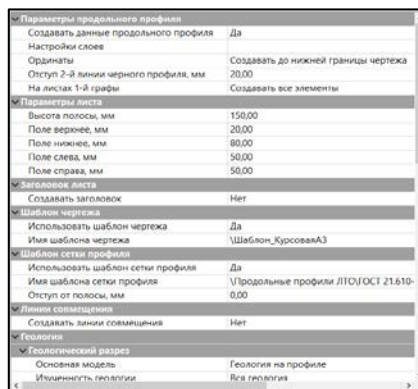 Параметры продольного профиля
Создавать данные продольного профиля Да
Настройки слоев
Ординаты Создавать до нижней границы чертежа
Отступ 2-й линии черного профиля, мм 20,00
На листах 1-й графы Создавать все элементы
Параметры листа
Высота полосы, мм 150,00
Поле верхнее, мм 20,00
Поле нижнее, мм 80,00
Поле слева, мм 50,00
Поле справа, мм 50,00
Заголовок листа
Создавать заголовок Нет
Шаблон чертежа
Использовать шаблон чертежа Да
Имя шаблона чертежа \Шаблон_КурсоваяА3
Шаблон сетки профиля
Использовать шаблон сетки профиля Да
Имя шаблона сетки профиля \Продольные профили ЛТО\ГОСТ 21.610-
Отступ от полосы, мм 0,00
Линии совмещения
Создавать линии совмещения Нет
Геология
Геологический разрез
Основная модель Геология на профиле
Изученность геологии Вся геология